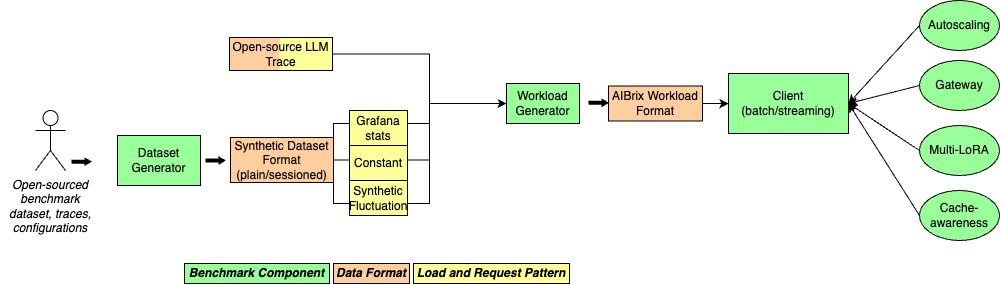 Open-source LLM
Trace
Open-sourced
benchmark
dataset, traces,
configurations
Dataset
Generator
Synthetic Dataset
Format
(plain/sessioned)
Grafana
stats
Constant
Synthetic
Fluctuation
Workload
Generator
AIBrix Workload
Format
Client
(batch/streaming)
Autoscaling
Gateway
Multi-LoRA
Cache-
awareness
Benchmark Component
Data Format
Load and Request Pattern